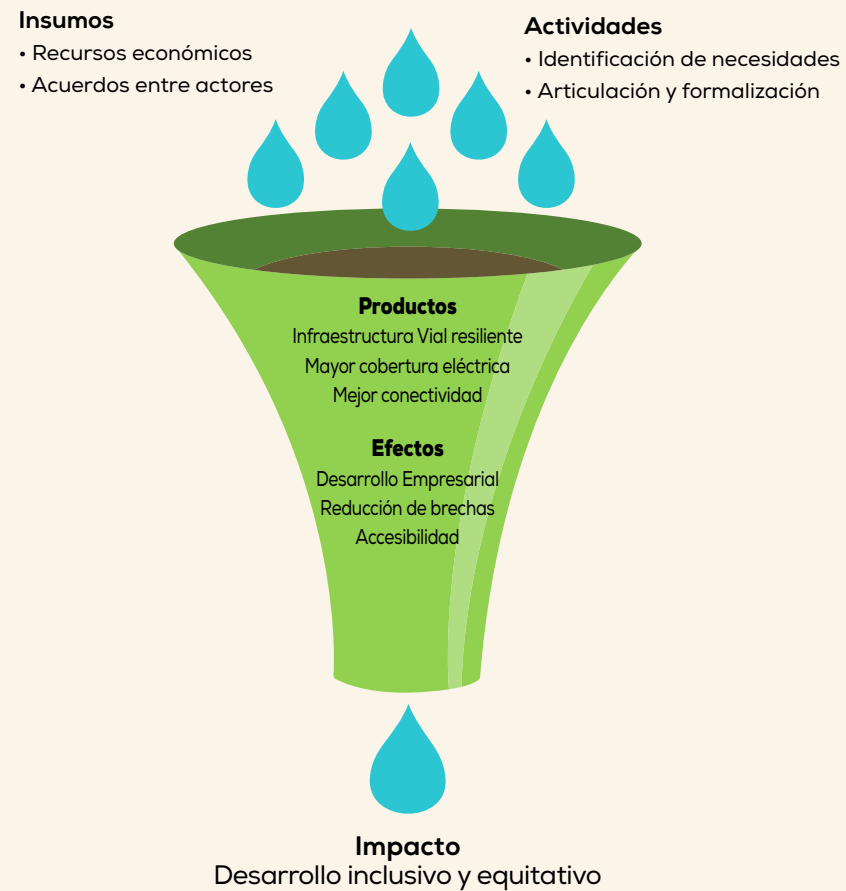 Insumos
• Recursos económicos
• Acuerdos entre actores
Actividades
• Identificación de necesidades
• Articulación y formalización
Productos
Infraestructura Vial resiliente
Mayor cobertura eléctrica
Mejor conectividad
Efectos
Desarrollo Empresarial
Reducción de brechas
Accesibilidad
Impacto
Desarrollo inclusivo y equitativo